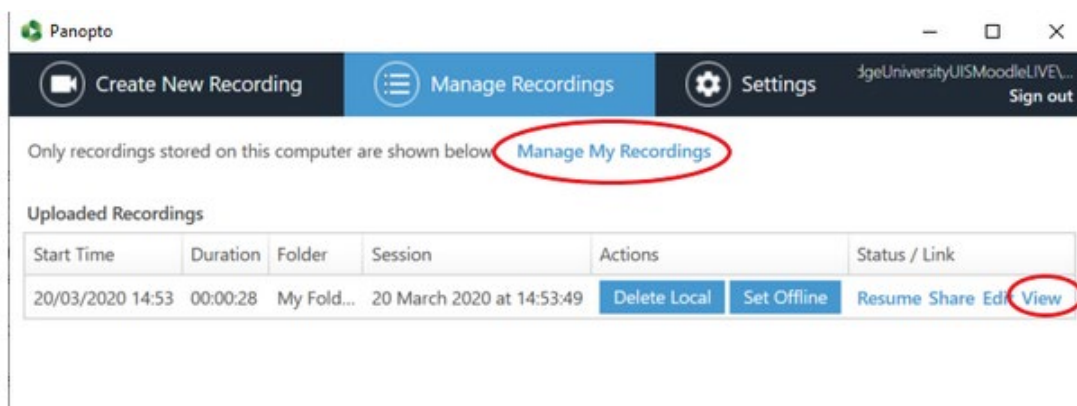 Panopto
Create New Recording Manage Recordings Settings dgeUniversityUISMoodleLIVE\...
Sign out
Only recordings stored on this computer are shown below Manage My Recordings
Uploaded Recordings
Start Time Duration Folder Session Actions Status / Link
20/03/2020 14:53 00:00:28 My Fold... 20 March 2020 at 14:53:49 Delete Local Set Offline Resume Share Edit View